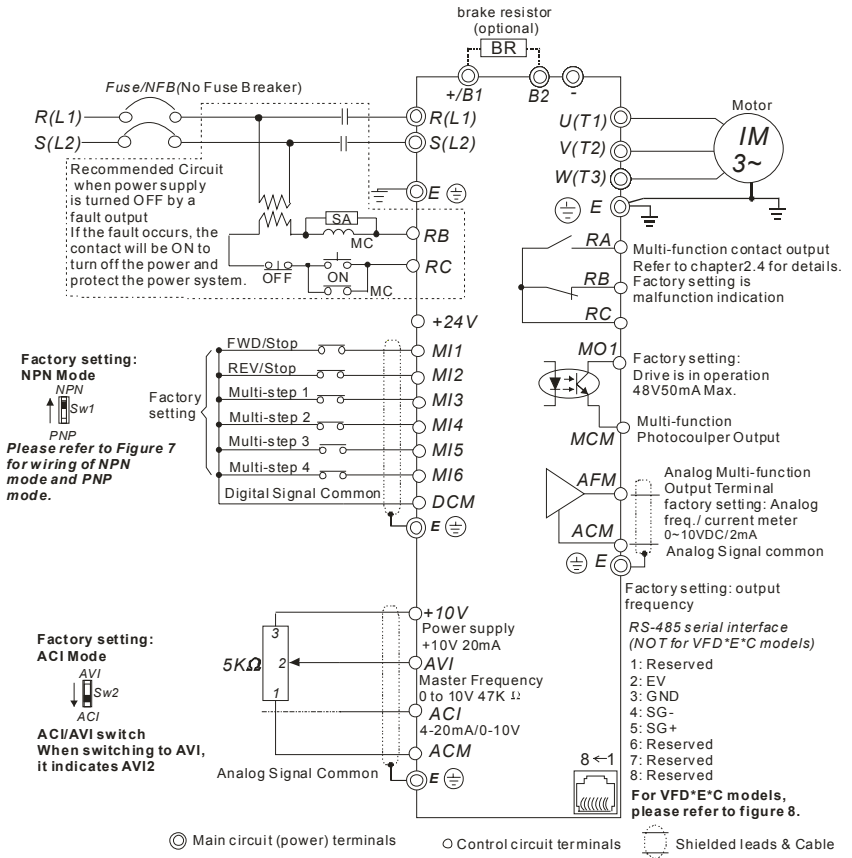 brake resistor
(optional)
BR
+/B1
B2
-
Fuse/NFB(No Fuse Breaker)
R(L1)
S(L2)
R(L1)
S(L2)
E
Recommended Circuit
when power supply
is turned OFF by a
fault output
If the fault occurs, the
contact will be ON to
turn off the power and
protect the power system.
SA
MC
OFF
ON
MC
RB
RC
Motor
IM
3~
U(T1)
V(T2)
W(T3)
E
RA
RB
RC
Multi-function contact output
Refer to chapter2.4 for details.
Factory setting is
malfunction indication
+24V
FWD/Stop
MI1
REV/Stop
MI2
Multi-step 1
MI3
Multi-step 2
MI4
Multi-step 3
MI5
Multi-step 4
MI6
Digital Signal Common
DCM
E
Factory
setting
Factory setting:
NPN Mode
NPN
Sw1
PNP
Please refer to Figure 7
for wiring of NPN
mode and PNP
mode.
MO1
Factory setting:
Drive is in operation
48V50mA Max.
Multi-function
Photocoulper Output
MCM
AFM
Analog Multi-function
Output Terminal
factory setting: Analog
freq./ current meter
0~10VDC/2mA
ACM
Analog Signal common
E
Factory setting: output
frequency
Factory setting:
ACI Mode
AVI
Sw2
ACI
ACI/AVI switch
When switching to AVI,
it indicates AVI2
5KΩ
3
2
1
+10V
Power supply
+10V 20mA
AVI
Master Frequency
0 to 10V 47K Ω
ACI
4-20mA/0-10V
ACM
Analog Signal Common
E
RS-485 serial interface
(NOT for VFD*E*C models)
1: Reserved
2: EV
3: GND
4: SG-
5: SG+
6: Reserved
7: Reserved
8: Reserved
8←1
For VFD*E*C models,
please refer to figure 8.
Main circuit (power) terminals
Control circuit terminals
Shielded leads & Cable